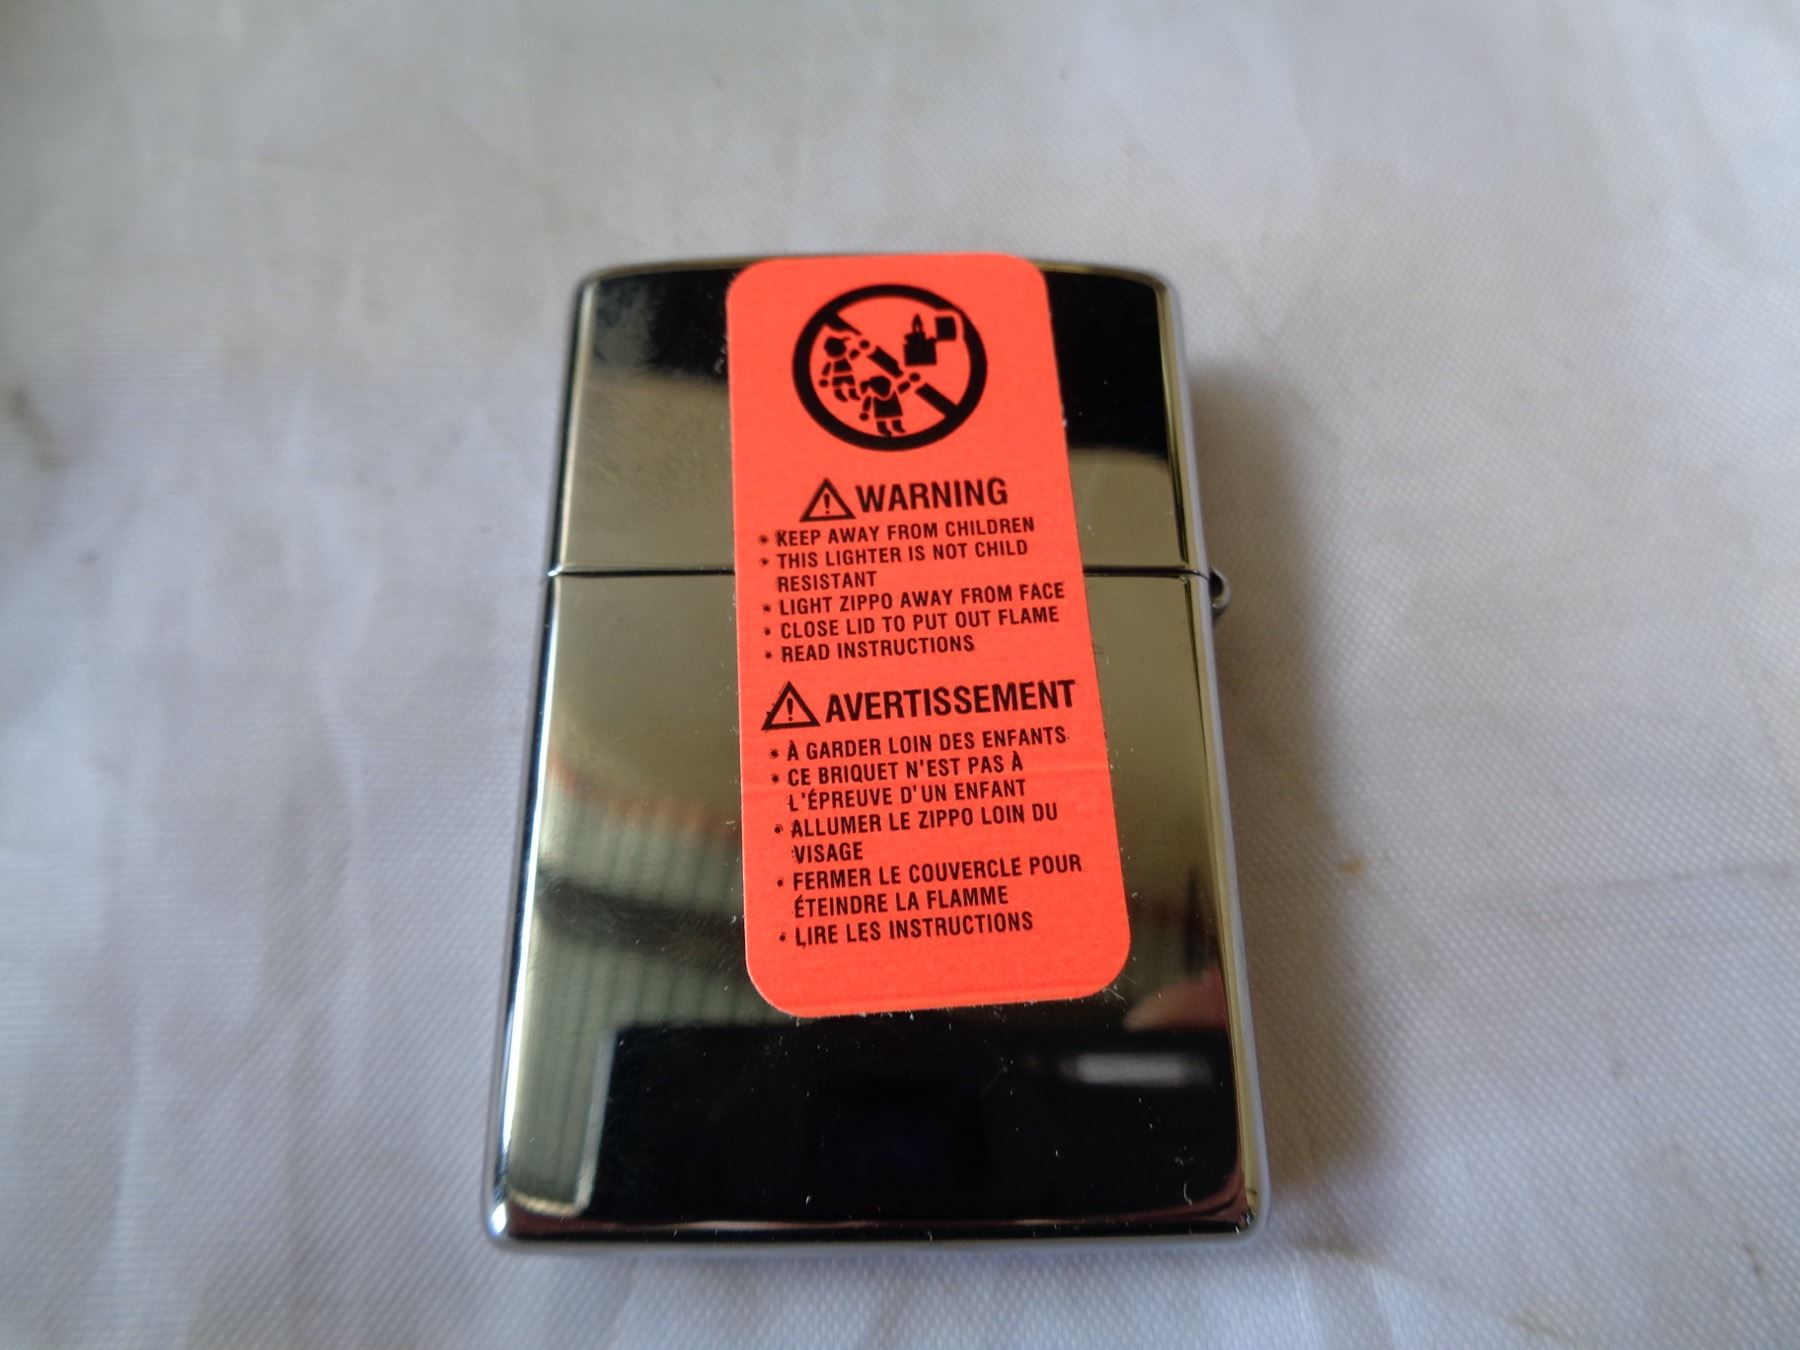 WARNING
• KEEP AWAY FROM CHILDREN
• THIS LIGHTER IS NOT CHILD
RESISTANT
• LIGHT ZIPPO AWAY FROM FACE
• CLOSE LID TO PUT OUT FLAME
• READ INSTRUCTIONS
AVERTISSEMENT
• À GARDER LOIN DES ENFANTS
• CE BRIQUET N'EST PAS À
L'ÉPREUVE D'UN ENFANT
• ALLUMER LE ZIPPO LOIN DU
VISAGE
• FERMER LE COUVERCLE POUR
ÉTEINDRE LA FLAMME
• LIRE LES INSTRUCTIONS